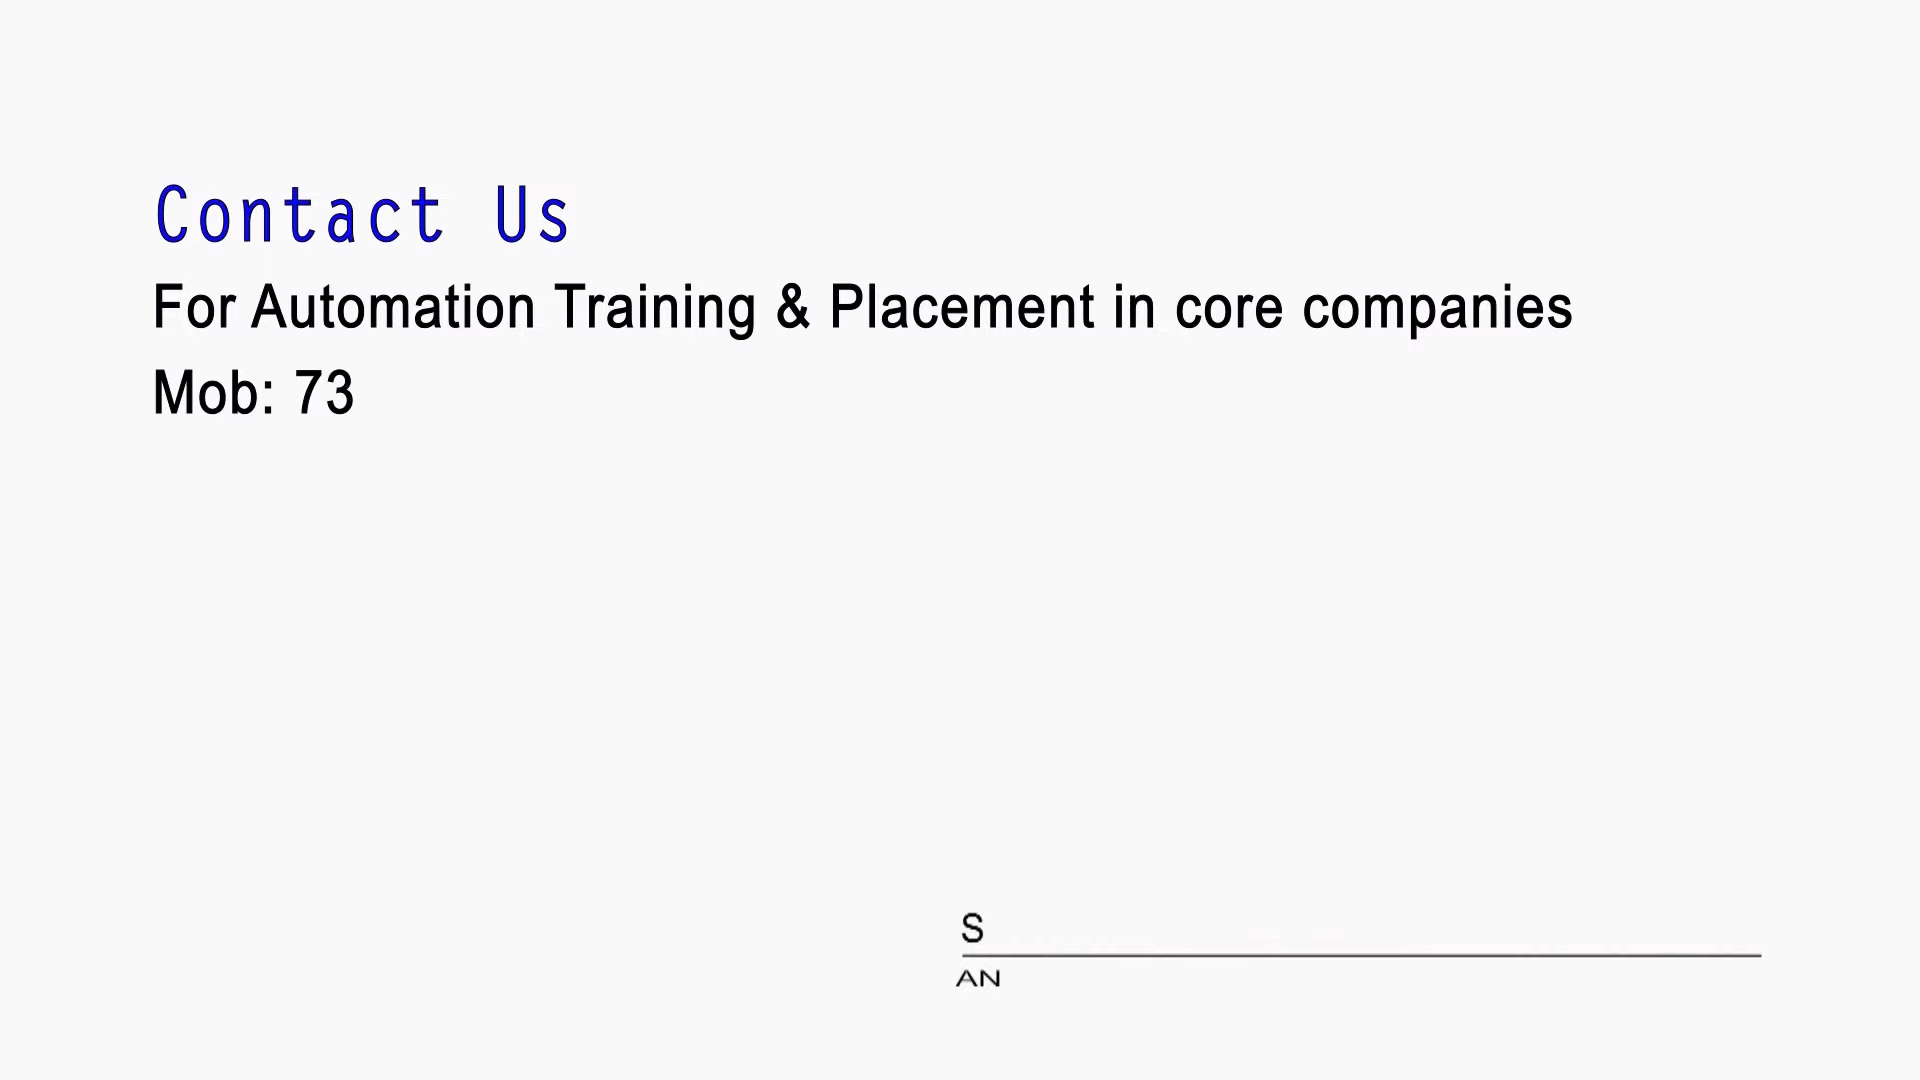 Contact Us
For Automation Training & Placement in core companies
Mob: 73
S
AN